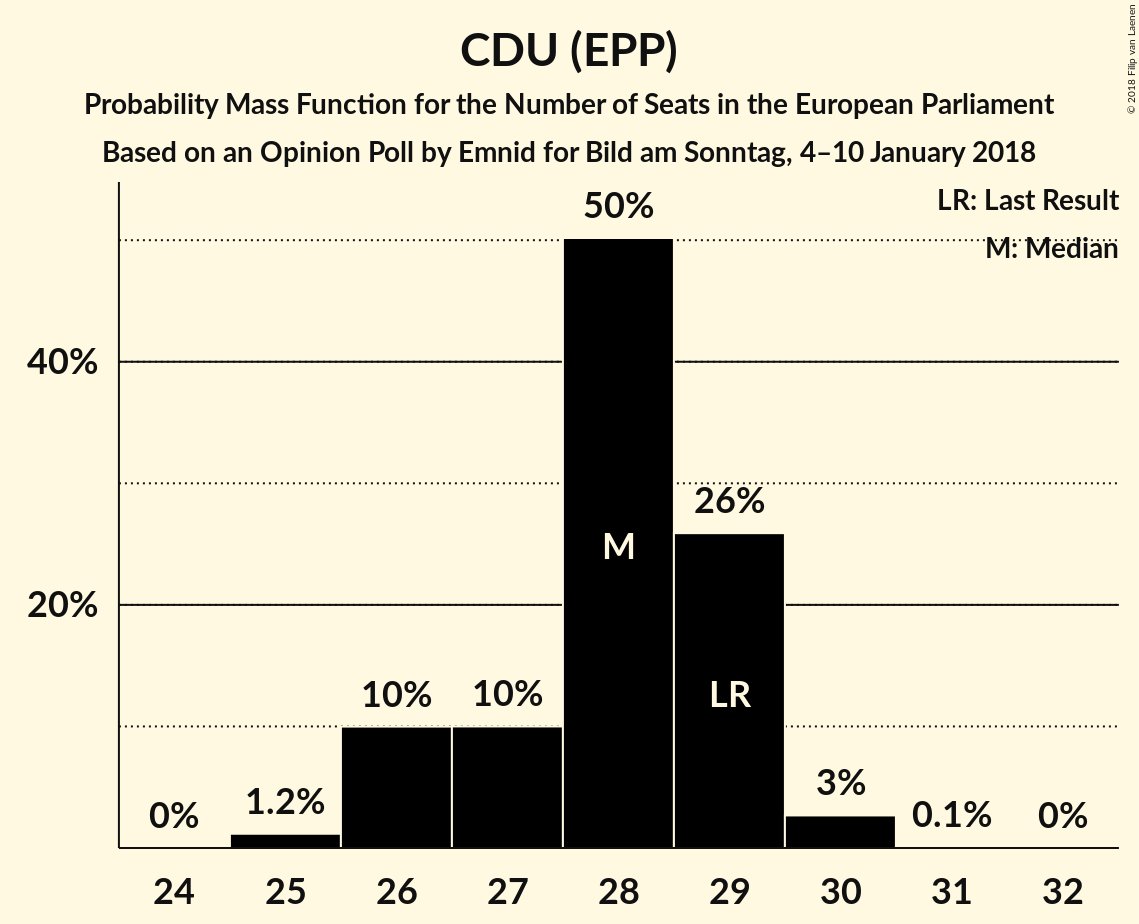 CDU (EPP)
Probability Mass Function for the Number of Seats in the European Parliament
Based on an Opinion Poll by Emnid for Bild am Sonntag, 4–10 January 2018
© 2018 Filip van Laenen
LR: Last Result
M: Median
40%
20%
0%
1.2%
10%
10%
50%
26%
3%
0.1%
0%
M
LR
24 25 26 27 28 29 30 31 32